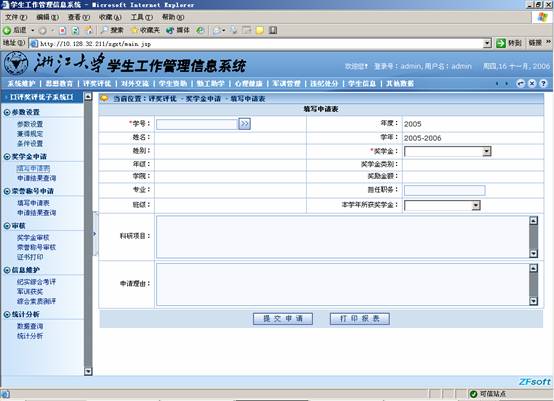 学生工作管理信息系统 - Microsoft Internet Explorer
文件(F) 编辑(E) 查看(V) 收藏(A) 工具(T) 帮助(H)
后退 搜索 收藏夹 媒体
地址(D) http://10.128.32.211/xgxt/main.jsp 转到 链接 »
浙江大学 学生工作管理信息系统 欢迎您! 登录号: admin,用户名: admin 周四,16 十一月, 2006
系统维护 | 思想教育 | 评奖评优 | 对外交流 | 学生资助 | 勤工助学 | 心理健康 | 军训管理 | 违纪处分 | 学生信息 | 其他数据
评奖评优子系统
参数设置
参数设置
兼得规定
条件设置
奖学金申请
填写申请表
申请结果查询
荣誉称号申请
填写申请表
申请结果查询
审核
奖学金审核
荣誉称号审核
证书打印
信息维护
纪实综合考评
军训获奖
综合素质测评
统计分析
数据查询
统计分析
当前位置:评奖评优 - 奖学金申请 - 填写申请表
填写申请表
*学号: >> 年度: 2005
姓名: 学年: 2005-2006
性别: *奖学金:
年级: 奖学金类别:
学院: 奖励金额:
专业: 担任职务:
班级: 本学年所获奖学金:
科研项目:
申请理由:
提交申请 打印报表
ZFsoft
可信站点